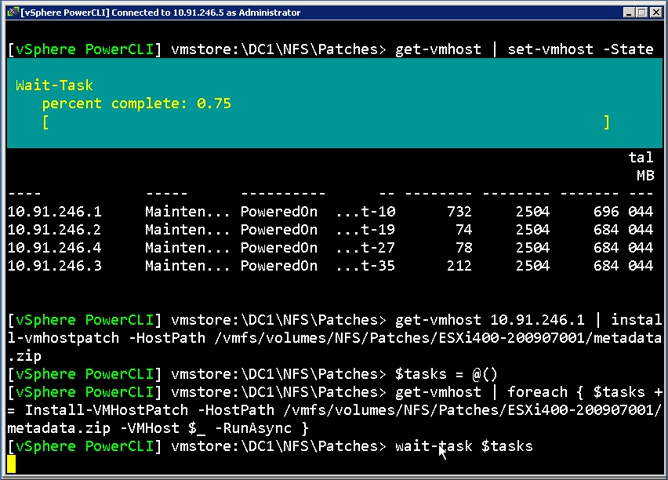 [vSphere PowerCLI] Connected to 10.91.246.5 as Administrator
[vSphere PowerCLI] vmstore:\DC1\NFS\Patches> get-vmhost | set-vmhost -State
Wait-Task
percent complete: 0.75
[ ]
tal
MB
---- ----- ---------- -- -------- -------- ------- ---
10.91.246.1 Mainten... PoweredOn ...t-10 732 2504 696 044
10.91.246.2 Mainten... PoweredOn ...t-19 74 2504 684 044
10.91.246.4 Mainten... PoweredOn ...t-27 78 2504 684 044
10.91.246.3 Mainten... PoweredOn ...t-35 212 2504 684 044
[vSphere PowerCLI] vmstore:\DC1\NFS\Patches> get-vmhost 10.91.246.1 | instal
l-vmhostpatch -HostPath /vmfs/volumes/NFS/Patches/ESXi400-200907001/metadata
.zip
[vSphere PowerCLI] vmstore:\DC1\NFS\Patches> $tasks = @()
[vSphere PowerCLI] vmstore:\DC1\NFS\Patches> get-vmhost | foreach { $tasks +
= Install-VMHostPatch -HostPath /vmfs/volumes/NFS/Patches/ESXi400-200907001/
metadata.zip -VMHost $_ -RunAsync }
[vSphere PowerCLI] vmstore:\DC1\NFS\Patches> wait-task $tasks